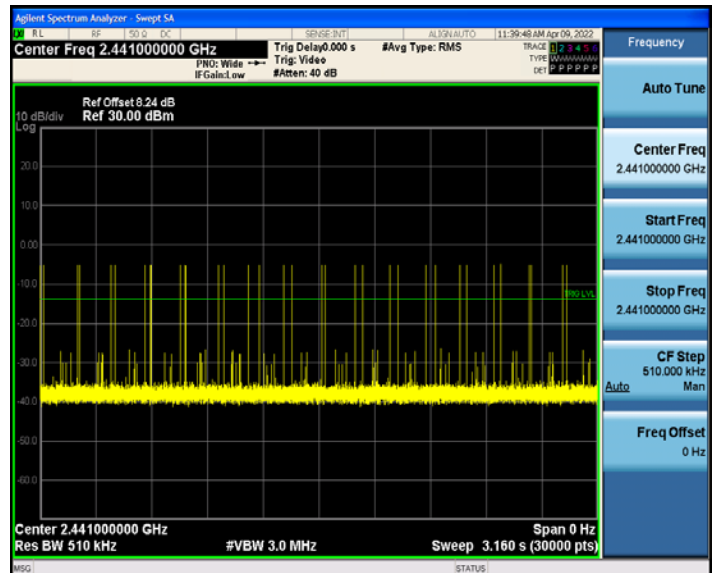 Agilent Spectrum Analyzer - Swept SA
RL RF 50 Ω DC SENSE:INT ALIGN AUTO 11:39:48 AM Apr 09, 2022
Center Freq 2.441000000 GHz
PNO: Wide
IFGain:Low
Trig Delay0.000 s
Trig: Video
#Atten: 40 dB
#Avg Type: RMS
TRACE 1 2 3 4 5 6
TYPE WWWWWW
DET P P P P P P
Ref Offset 8.24 dB
10 dB/div Ref 30.00 dBm
Log
20.0
0.00
-10.0
TRIG LVL
-20.0
-30.0
-40.0
-50.0
-60.0
Center 2.441000000 GHz Span 0 Hz
Res BW 510 kHz #VBW 3.0 MHz Sweep 3.160 s (30000 pts)
MSG STATUS
Frequency
Auto Tune
Center Freq
2.441000000 GHz
Start Freq
2.441000000 GHz
Stop Freq
2.441000000 GHz
CF Step
510.000 kHz
Auto Man
Freq Offset
0 Hz